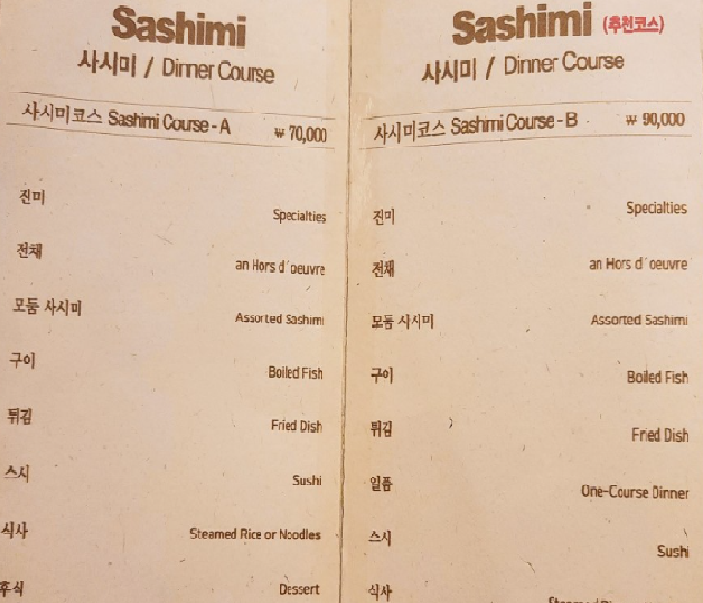 Sashimi
사시미 / Dinner Course
사시미코스 Sashimi Course - A ₩ 70,000
진미 Specialties
전채 an Hors d´oeuvre
모둠 사시미 Assorted Sashimi
구이 Boiled Fish
튀김 Fried Dish
스시 Sushi
식사 Steamed Rice or Noodles
후식 Dessert
Sashimi (추천코스)
사시미 / Dinner Course
사시미코스 Sashimi Course - B ₩ 90,000
진미 Specialties
전채 an Hors d´oeuvre
모둠 사시미 Assorted Sashimi
구이 Boiled Fish
튀김 Fried Dish
일품 One-Course Dinner
스시 Sushi
식사 Steamed